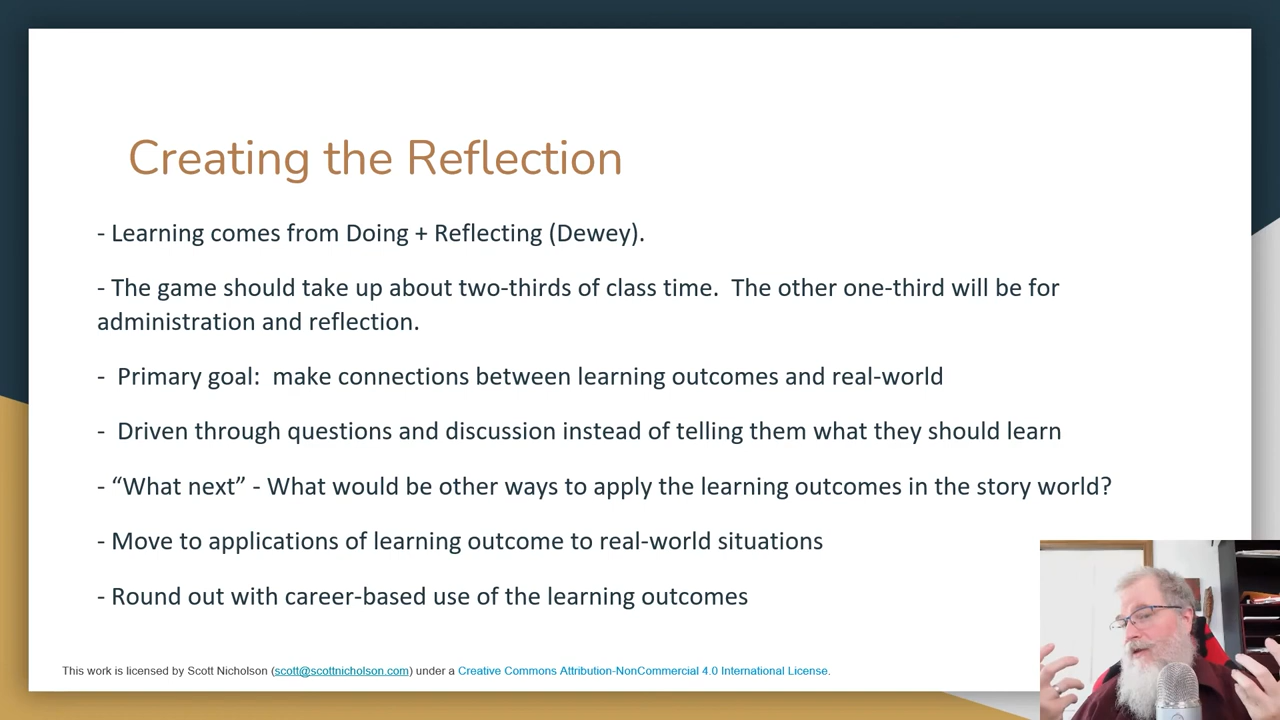 Creating the Reflection
- Learning comes from Doing + Reflecting (Dewey).
- The game should take up about two-thirds of class time.  The other one-third will be for
administration and reflection.
-  Primary goal:  make connections between learning outcomes and real-world
-  Driven through questions and discussion instead of telling them what they should learn
- “What next” - What would be other ways to apply the learning outcomes in the story world?
- Move to applications of learning outcome to real-world situations
- Round out with career-based use of the learning outcomes
This work is licensed by Scott Nicholson (scott@scottnicholson.com) under a Creative Commons Attribution-NonCommercial 4.0 International License.